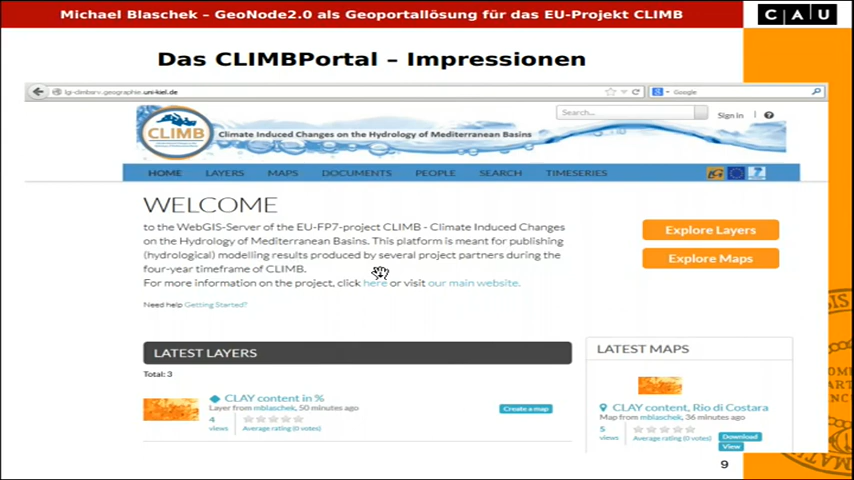 Michael Blaschek – GeoNode2.0 als Geoportallösung für das EU-Projekt CLIMB
C A U
Das CLIMBPortal – Impressionen
lgi-climbsrv.geographie.uni-kiel.de
Google
Search...
Sign in
CLIMB
Climate Induced Changes on the Hydrology of Mediterranean Basins
HOME LAYERS MAPS DOCUMENTS PEOPLE SEARCH TIMESERIES
WELCOME
to the WebGIS-Server of the EU-FP7-project CLIMB - Climate Induced Changes
on the Hydrology of Mediterranean Basins. This platform is meant for publishing
(hydrological) modelling results produced by several project partners during the
four-year timeframe of CLIMB.
For more information on the project, click here or visit our main website.
Need help Getting Started?
Explore Layers
Explore Maps
LATEST LAYERS
Total: 3
CLAY content in %
Layer from mblaschek, 50 minutes ago
4
views
Average rating (0 votes)
Create a map
LATEST MAPS
CLAY content, Rio di Costara
Map from mblaschek, 36 minutes ago
5
views
Average rating (0 votes)
Download
View
9